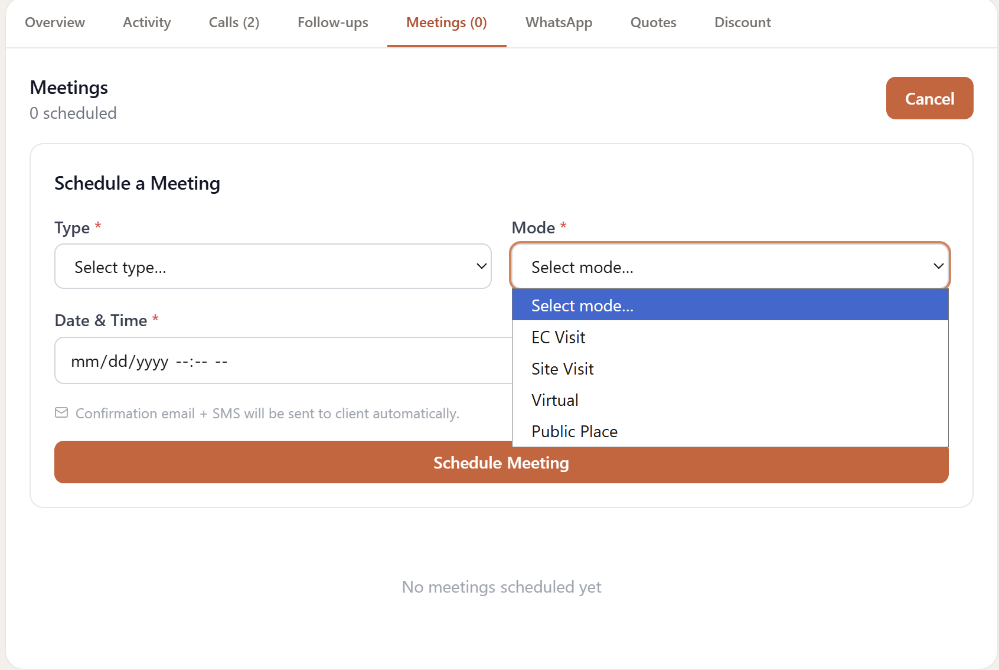 Overview Activity Calls (2) Follow-ups Meetings (0) WhatsApp Quotes Discount
Meetings
0 scheduled
Cancel
Schedule a Meeting
Type *
Select type...
Mode *
Select mode...
Select mode...
EC Visit
Site Visit
Virtual
Public Place
Date & Time *
mm/dd/yyyy --:-- --
Confirmation email + SMS will be sent to client automatically.
Schedule Meeting
No meetings scheduled yet